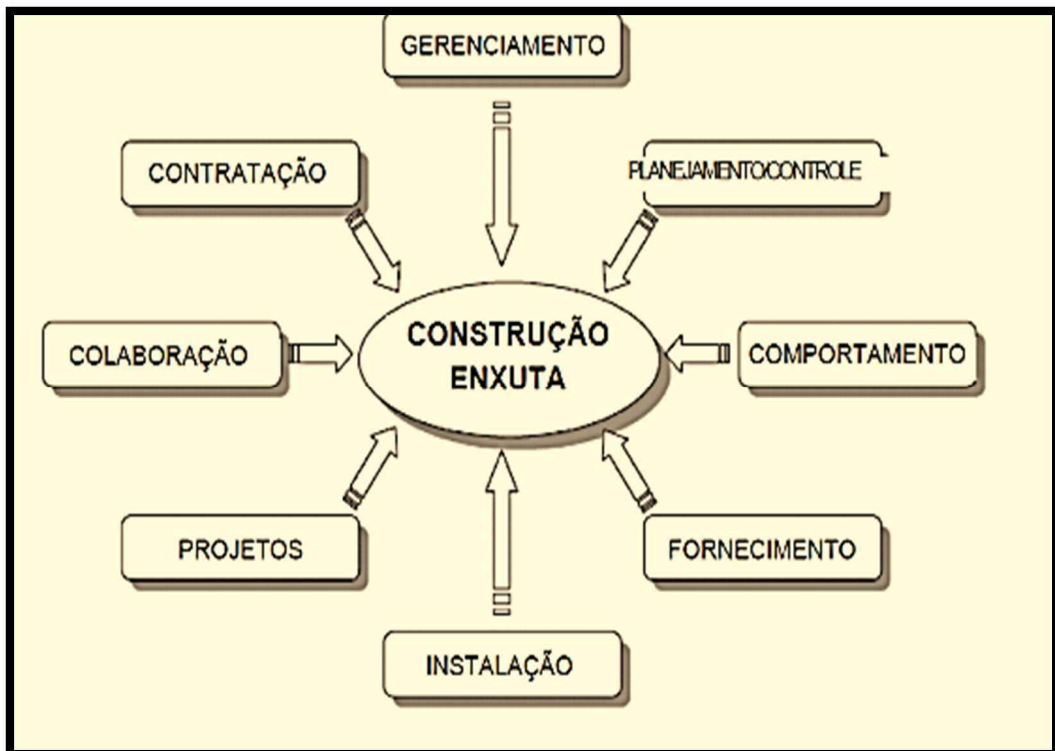 GERENCIAMENTO
CONTRATAÇÃO
PLANEJAMENTO/CONTROLE
COLABORAÇÃO
CONSTRUÇÃO
ENXUTA
COMPORTAMENTO
PROJETOS
FORNECIMENTO
INSTALAÇÃO